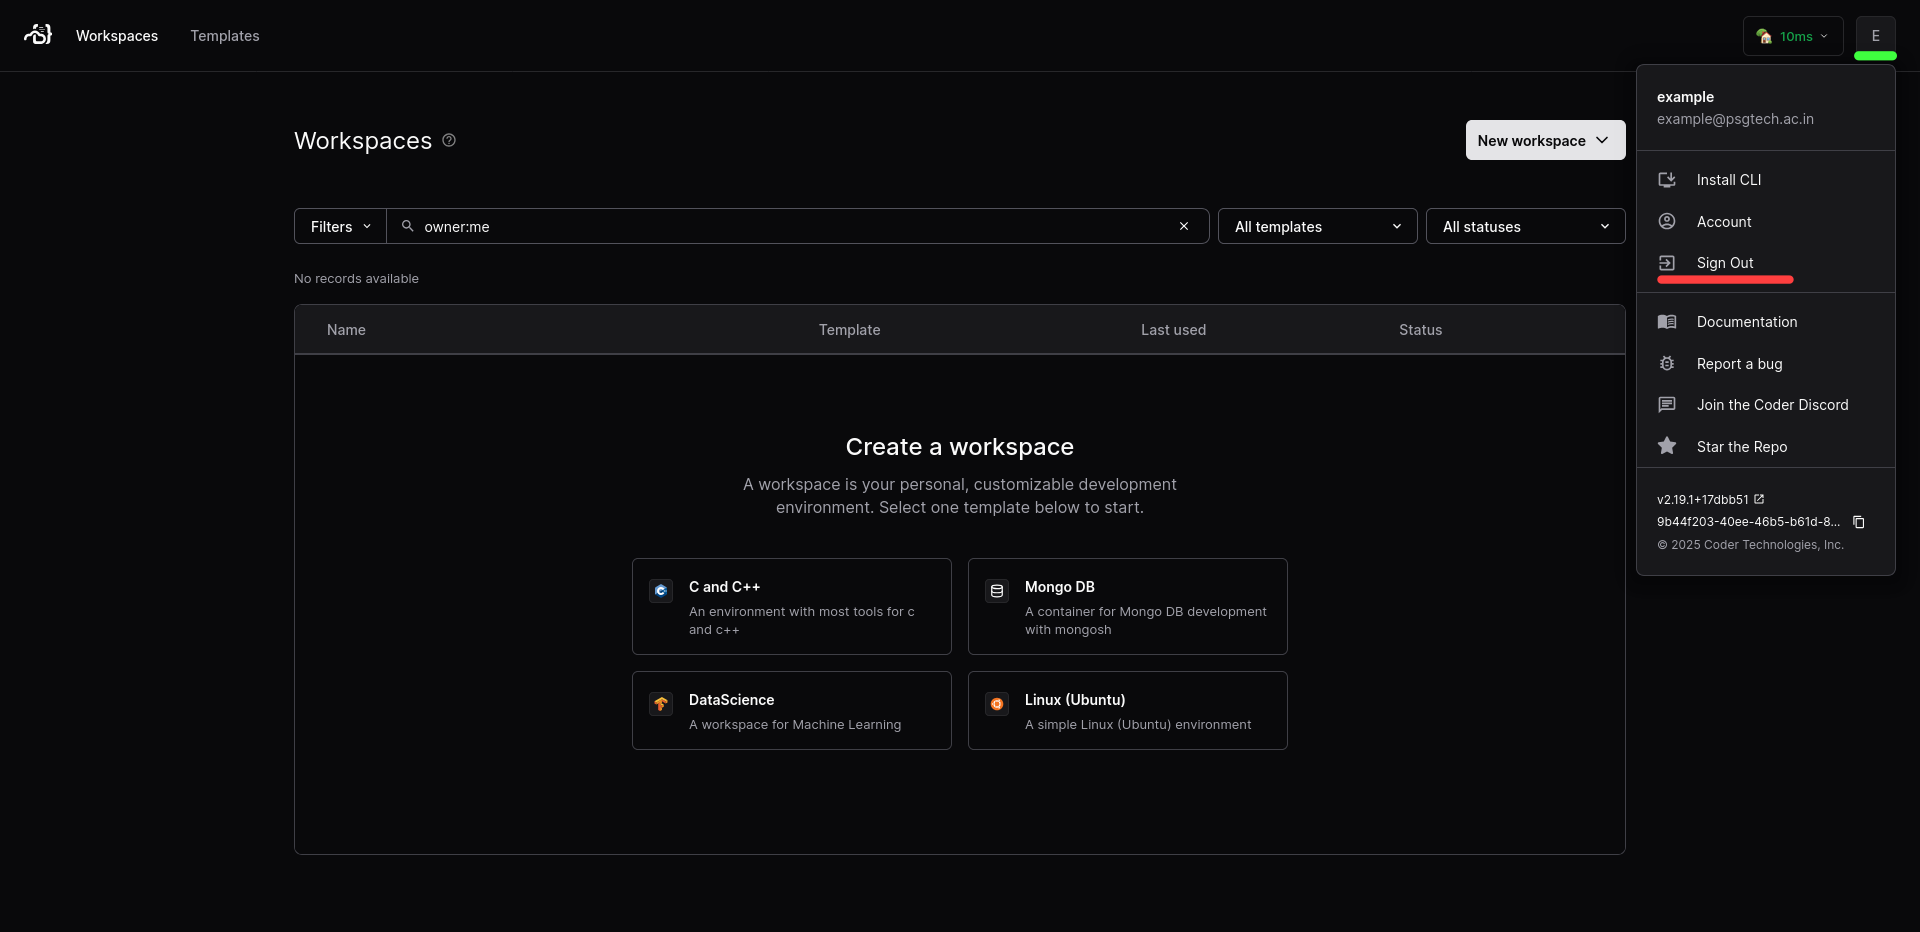 Workspaces
Templates
10ms
E
example
example@psgtech.ac.in
Install CLI
Account
Sign Out
Documentation
Report a bug
Join the Coder Discord
Star the Repo
v2.19.1+17dbb51
9b44f203-40ee-46b5-b61d-8...
© 2025 Coder Technologies, Inc.
Workspaces
New workspace
Filters
owner:me
All templates
All statuses
No records available
Name
Template
Last used
Status
Create a workspace
A workspace is your personal, customizable development
environment. Select one template below to start.
C and C++
An environment with most tools for c
and c++
Mongo DB
A container for Mongo DB development
with mongosh
DataScience
A workspace for Machine Learning
Linux (Ubuntu)
A simple Linux (Ubuntu) environment